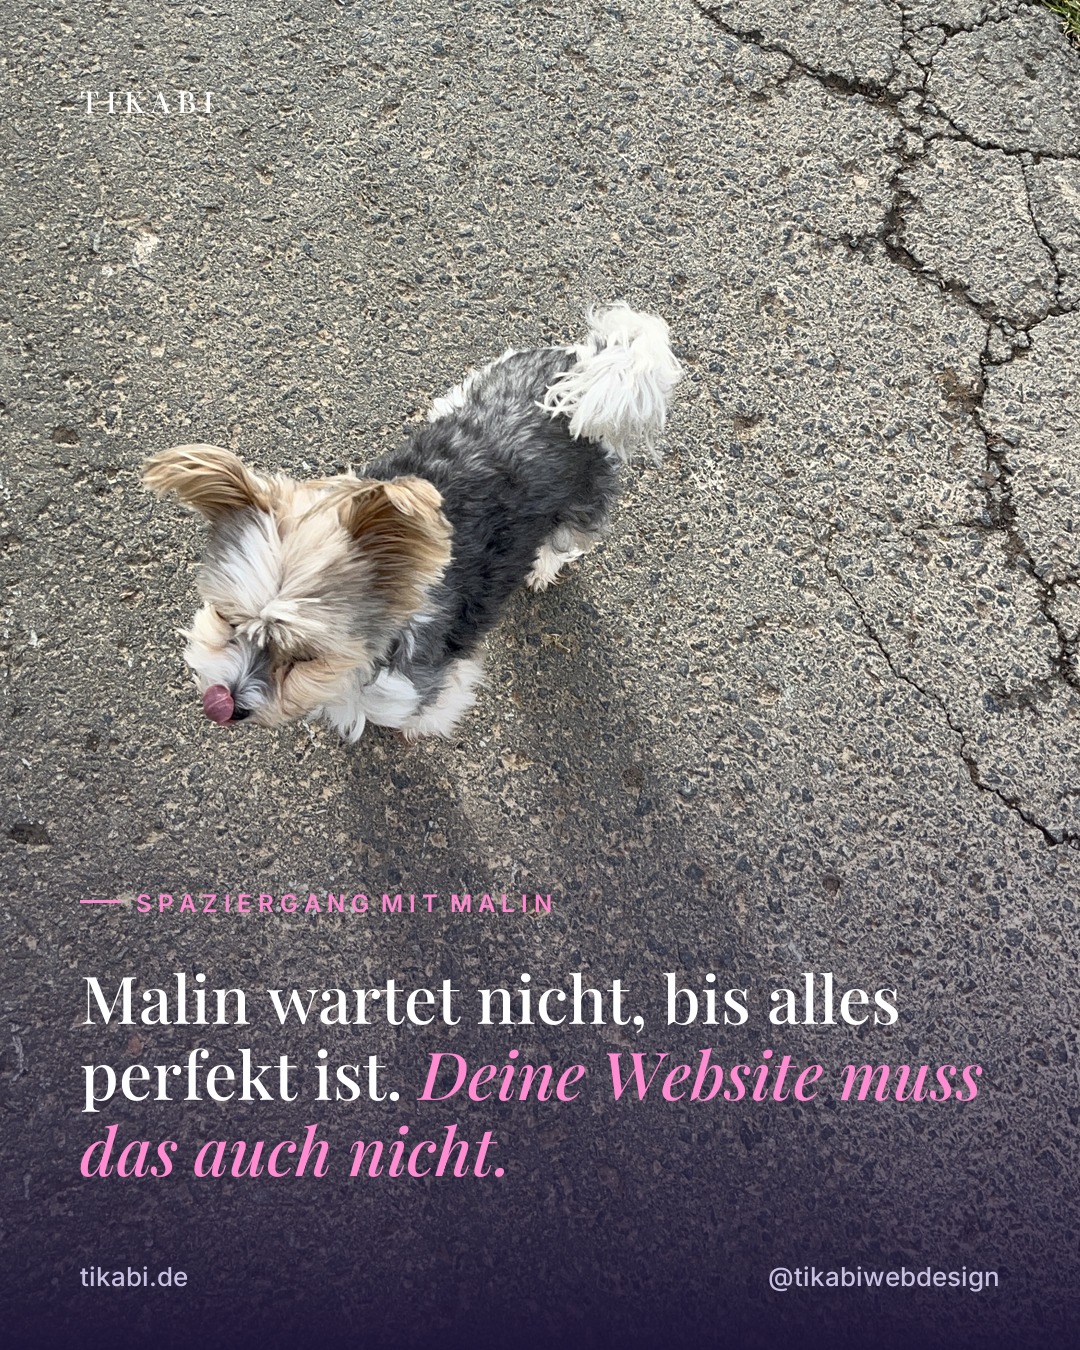 TIKABI
SPAZIERGANG MIT MALIN
Malin wartet nicht, bis alles
perfekt ist. Deine Website muss
das auch nicht.
tikabi.de
@tikabiwebdesign